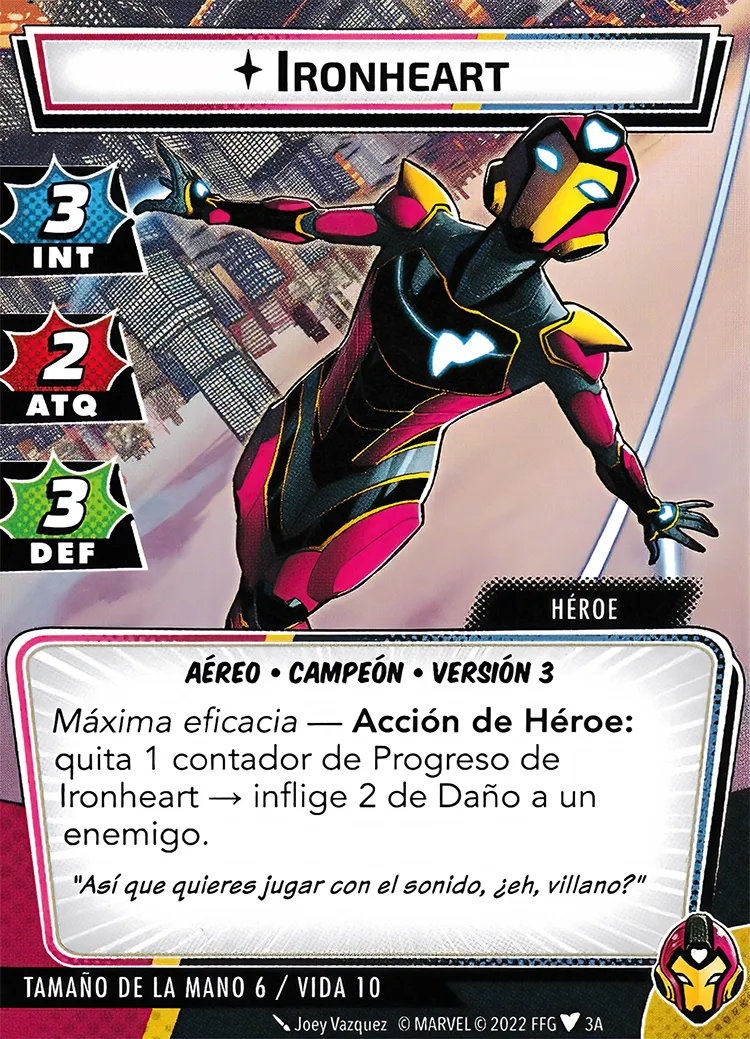 IRONHEART
3
INT
2
ATQ
3
DEF
HÉROE
AÉREO • CAMPEÓN • VERSIÓN 3
Máxima eficacia — Acción de Héroe:
quita 1 contador de Progreso de
Ironheart → inflige 2 de Daño a un
enemigo.
"Así que quieres jugar con el sonido, ¿eh, villano?"
TAMAÑO DE LA MANO 6 / VIDA 10
Joey Vazquez © MARVEL © 2022 FFG 3A